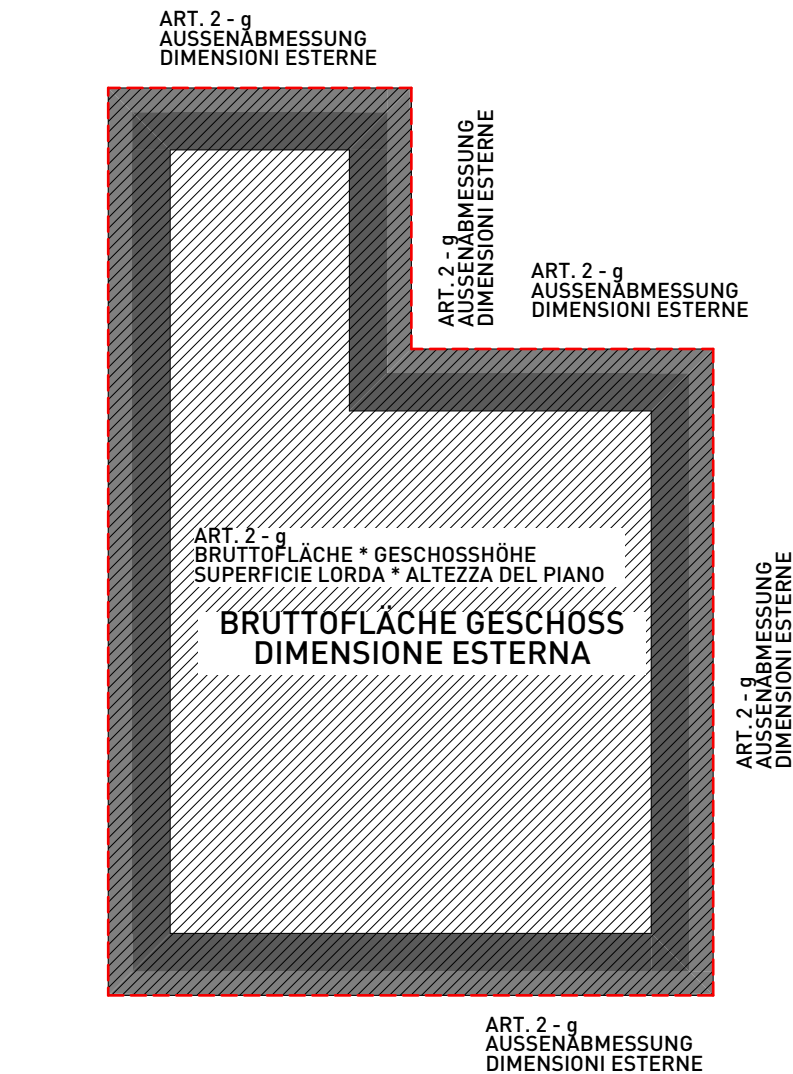 ART. 2 - g
AUSSENABMESSUNG
DIMENSIONI ESTERNE
ART. 2 - g
AUSSENABMESSUNG
DIMENSIONI ESTERNE
ART. 2 - g
AUSSENABMESSUNG
DIMENSIONI ESTERNE
ART. 2 - g
BRUTTOFLÄCHE * GESCHOSSHÖHE
SUPERFICIE LORDA * ALTEZZA DEL PIANO
BRUTTOFLÄCHE GESCHOSS
DIMENSIONE ESTERNA
ART. 2 - g
AUSSENABMESSUNG
DIMENSIONI ESTERNE
ART. 2 - g
AUSSENABMESSUNG
DIMENSIONI ESTERNE